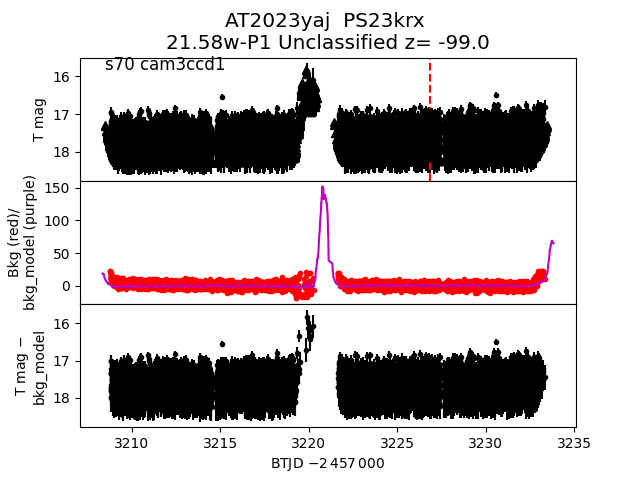 AT2023yaj  PS23krx
21.58w-P1 Unclassified z= -99.0
s70 cam3ccd1
T mag
16
17
18
Bkg (red)/
bkg_model (purple)
150
100
50
0
T mag −
bkg_model
16
17
18
3210 3215 3220 3225 3230 3235
BTJD −2 457 000